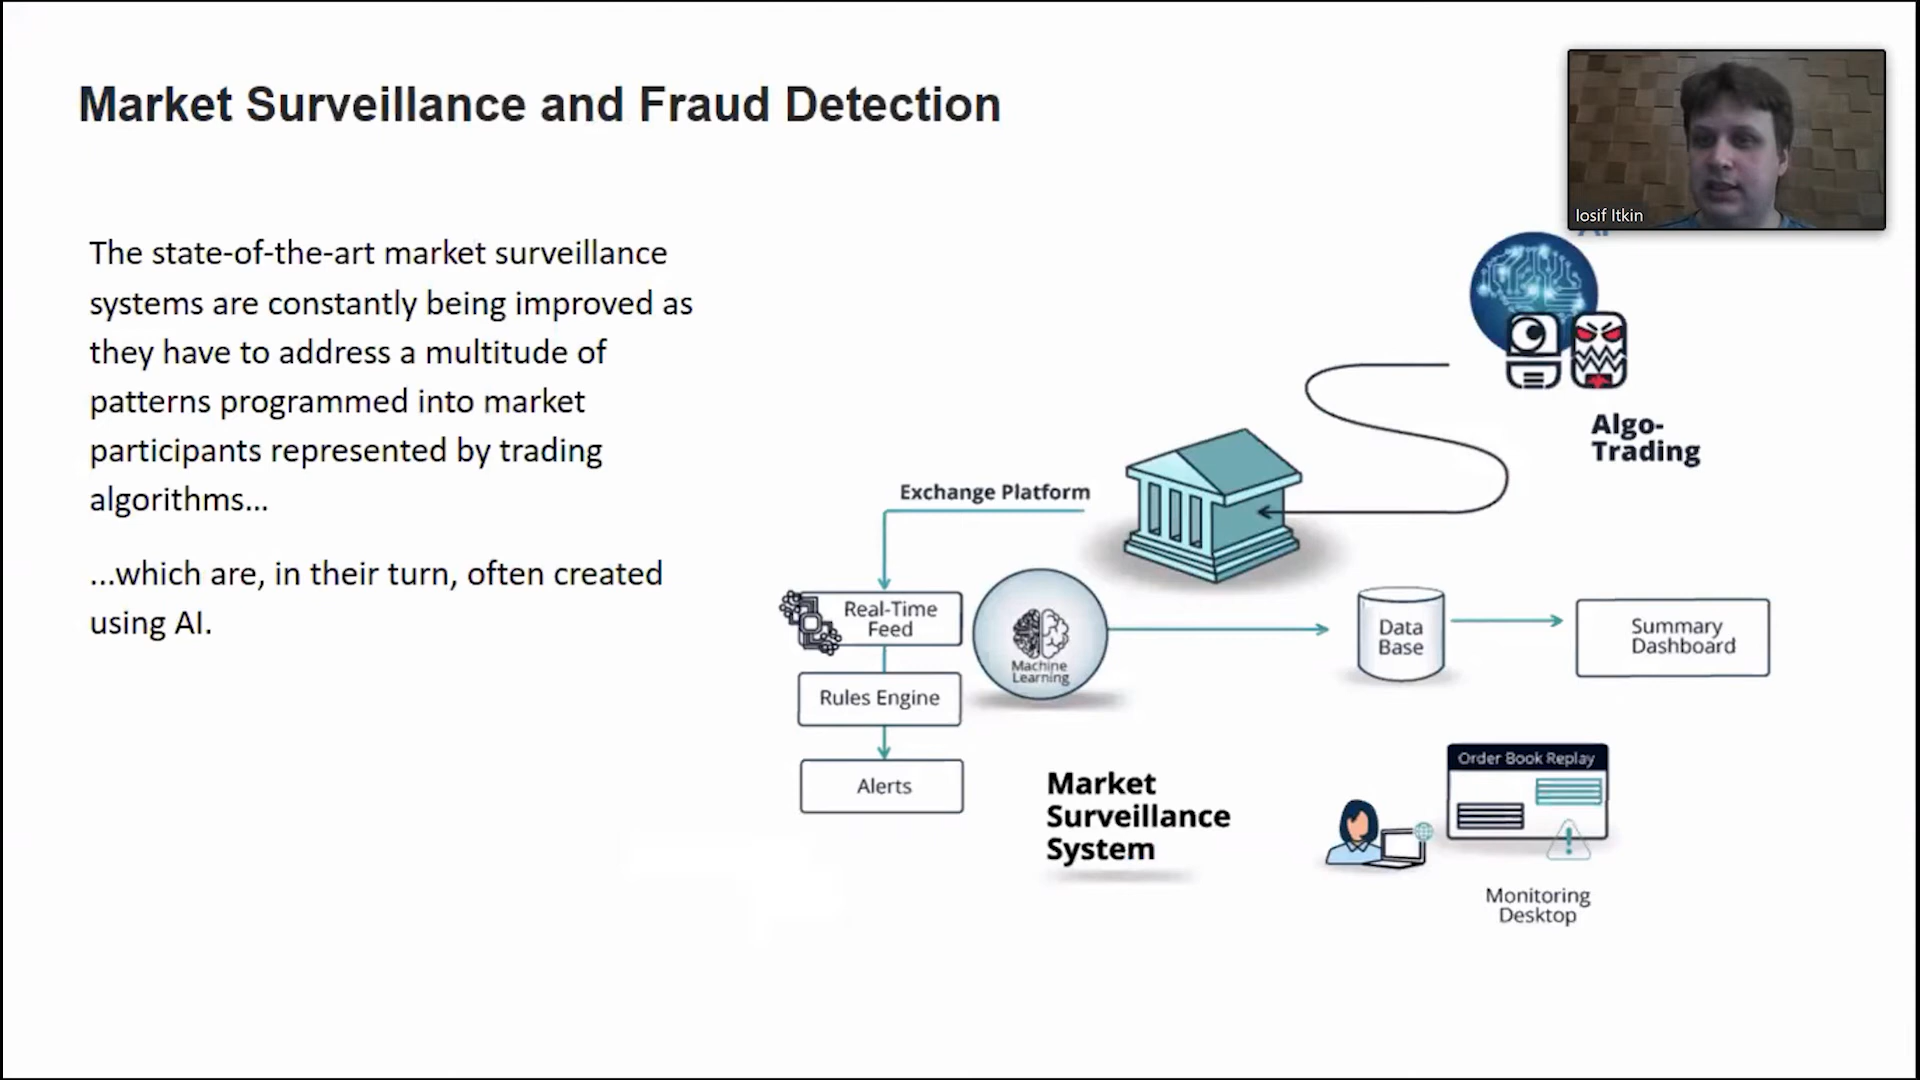 Market Surveillance and Fraud Detection
Iosif Itkin
The state-of-the-art market surveillance
systems are constantly being improved as
they have to address a multitude of
patterns programmed into market
participants represented by trading
algorithms...
...which are, in their turn, often created
using AI.
Algo-
Trading
Exchange Platform
Real-Time
Feed
Machine
Learning
Data
Base
Summary
Dashboard
Rules Engine
Alerts
Market
Surveillance
System
Order Book Replay
Monitoring
Desktop